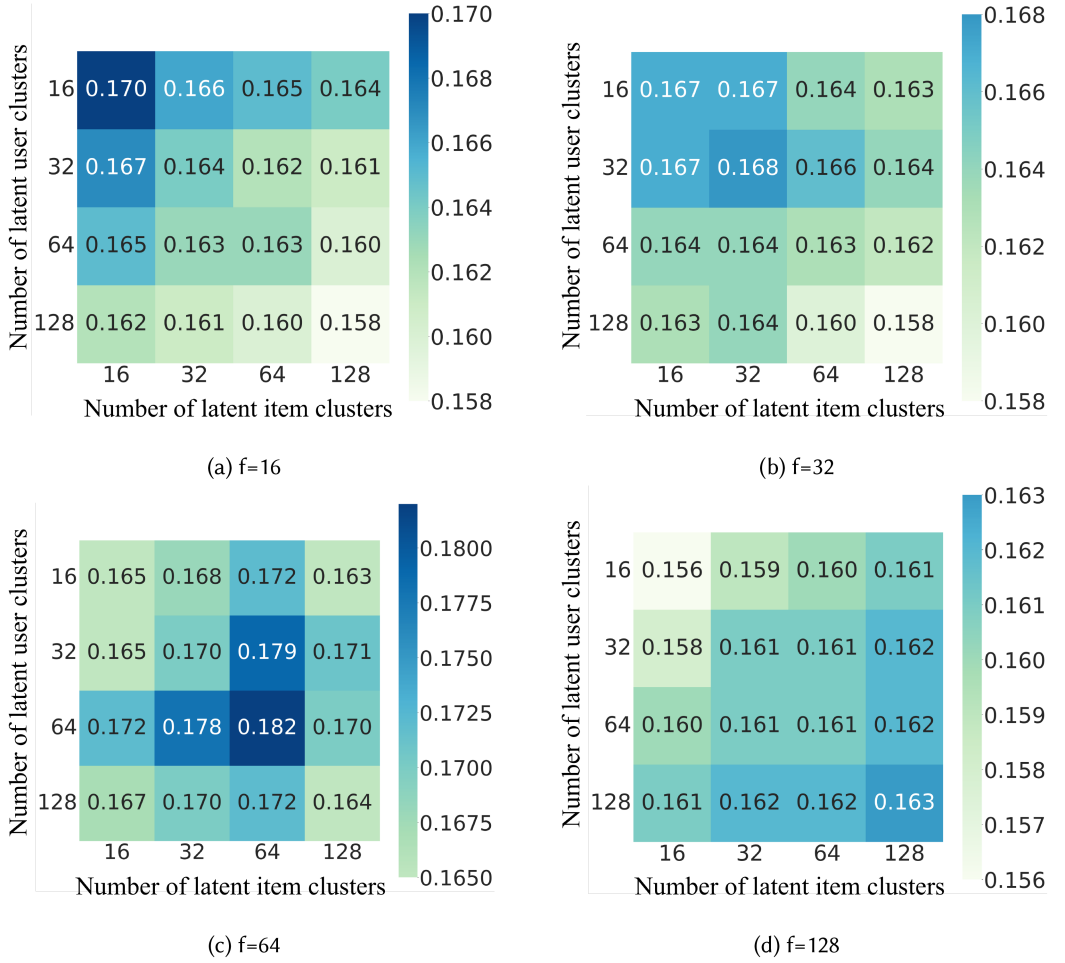 0.170
0.168
0.166
0.164
0.162
0.160
0.158
Number of latent user clusters
16 0.170 0.166 0.165 0.164
32 0.167 0.164 0.162 0.161
64 0.165 0.163 0.163 0.160
128 0.162 0.161 0.160 0.158
16 32 64 128
Number of latent item clusters
(a) f=16
0.168
0.166
0.164
0.162
0.160
0.158
Number of latent user clusters
16 0.167 0.167 0.164 0.163
32 0.167 0.168 0.166 0.164
64 0.164 0.164 0.163 0.162
128 0.163 0.164 0.160 0.158
16 32 64 128
Number of latent item clusters
(b) f=32
0.1800
0.1775
0.1750
0.1725
0.1700
0.1675
0.1650
Number of latent user clusters
16 0.165 0.168 0.172 0.163
32 0.165 0.170 0.179 0.171
64 0.172 0.178 0.182 0.170
128 0.167 0.170 0.172 0.164
16 32 64 128
Number of latent item clusters
(c) f=64
0.163
0.162
0.161
0.160
0.159
0.158
0.157
0.156
Number of latent user clusters
16 0.156 0.159 0.160 0.161
32 0.158 0.161 0.161 0.162
64 0.160 0.161 0.161 0.162
128 0.161 0.162 0.162 0.163
16 32 64 128
Number of latent item clusters
(d) f=128